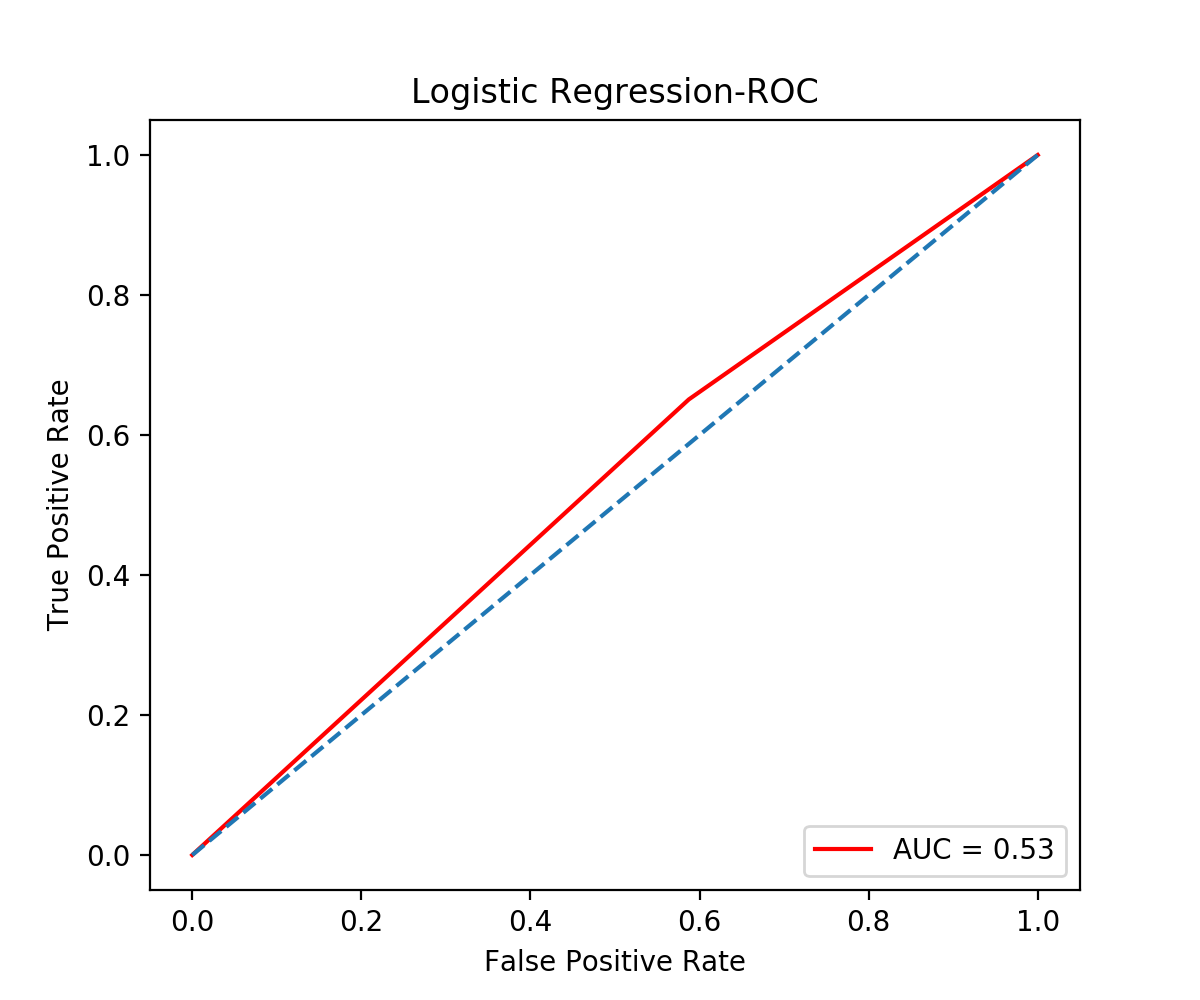 Logistic Regression-ROC
True Positive Rate
1.0
0.8
0.6
0.4
0.2
0.0
AUC = 0.53
0.0 0.2 0.4 0.6 0.8 1.0
False Positive Rate